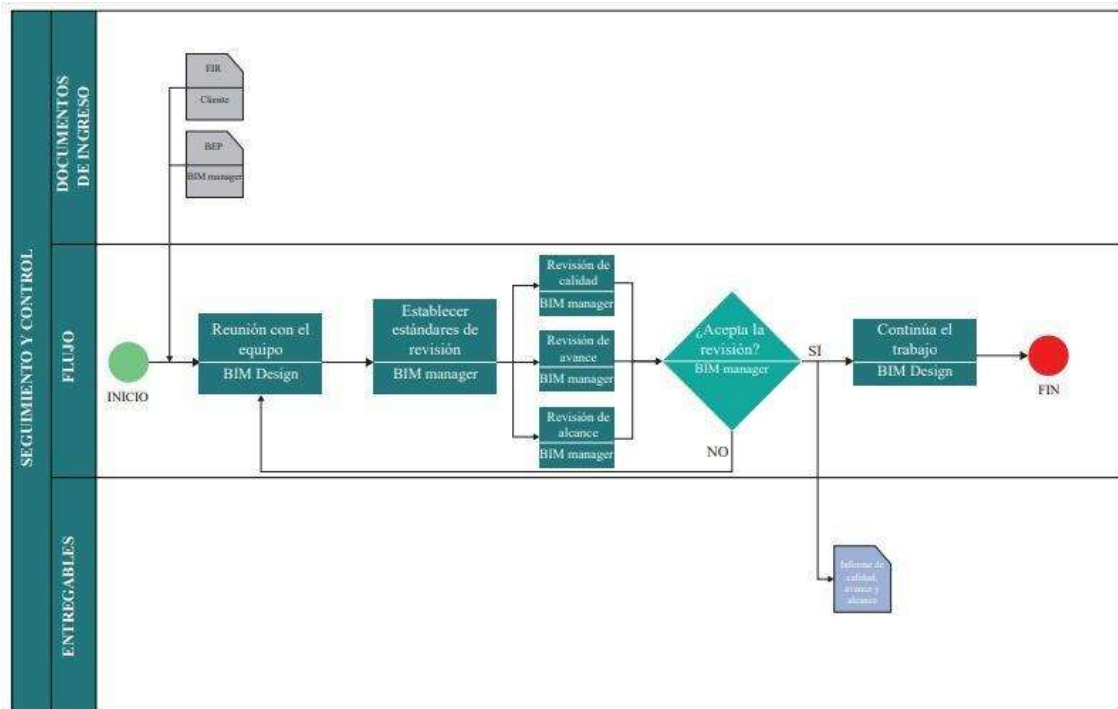 SEGUIMIENTO Y CONTROL
DOCUMENTOS
DE INGRESO
EIR
Cliente
BEP
BIM manager
FLUJO
INICIO
Reunión con el
equipo
BIM Design
Establecer
estándares de
revisión
BIM manager
Revisión de
calidad
BIM manager
Revisión de
avance
BIM manager
Revisión de
alcance
BIM manager
¿Acepta la
revisión?
BIM manager
SI
NO
Continúa el
trabajo
BIM Design
FIN
ENTREGABLES
Informe de
calidad,
avance y
alcance